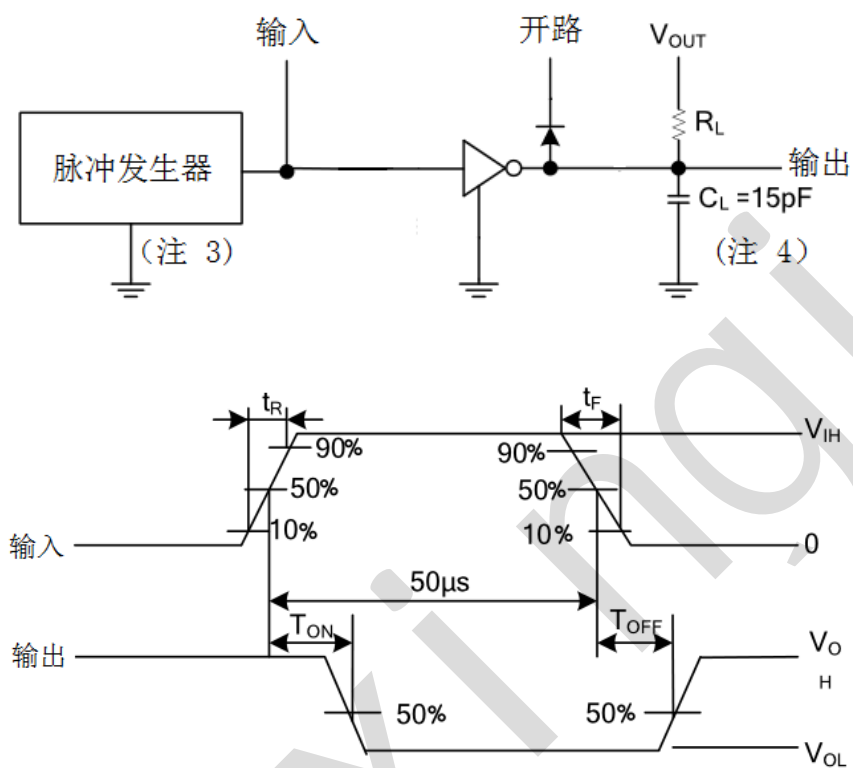 输入
开路
VOUT
脉冲发生器
RL
输出
CL =15pF
（注 3）
（注 4）
tR
tF
VIH
90%
90%
50%
50%
10%
10%
输入
0
50μs
TON
TOFF
输出
VO
H
50%
50%
VOL
xinqi